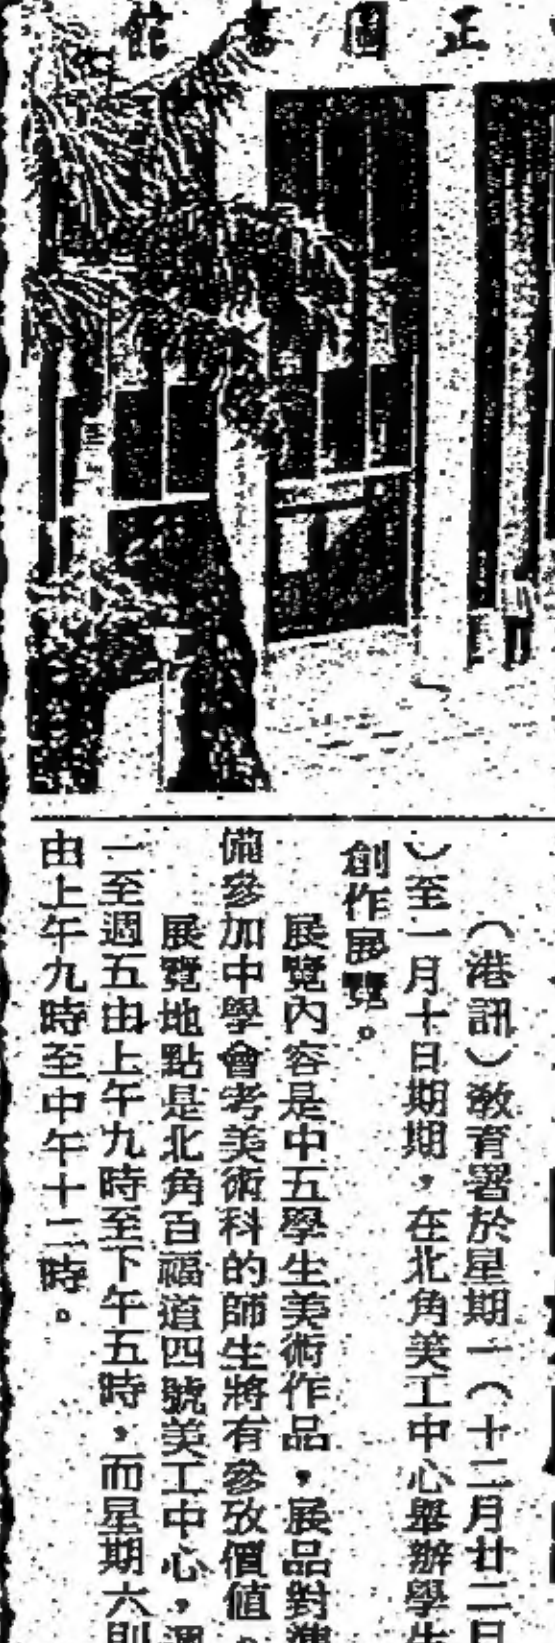 正圖書館
（港訊）教育署於星期一（十二月廿二日
）至一月十日期期，在北角美工中心舉辦學生
創作展覽。
展覽內容是中五學生美術作品，展品對準
備參加中學會考美術科的師生將有參攷價值。
展覽地點是北角百福道四號美工中心，週
一至週五由上午九時至下午五時，而星期六則
由上午九時至中午十二時。